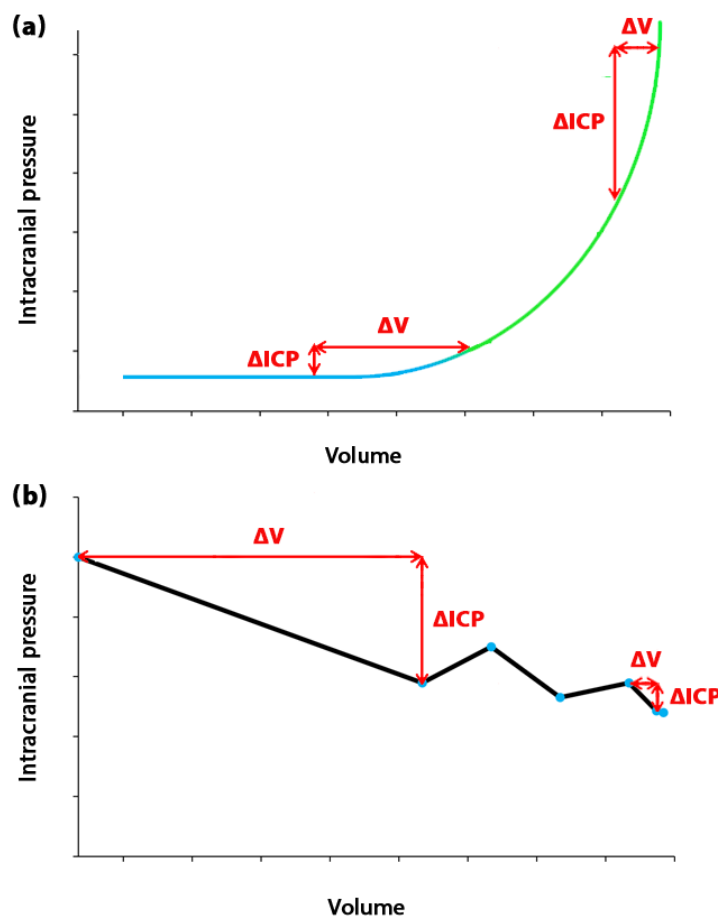 (a)
ΔV
ΔICP
Intracranial pressure
ΔV
ΔICP
Volume
(b)
ΔV
ΔICP
ΔV
ΔICP
Intracranial pressure
Volume